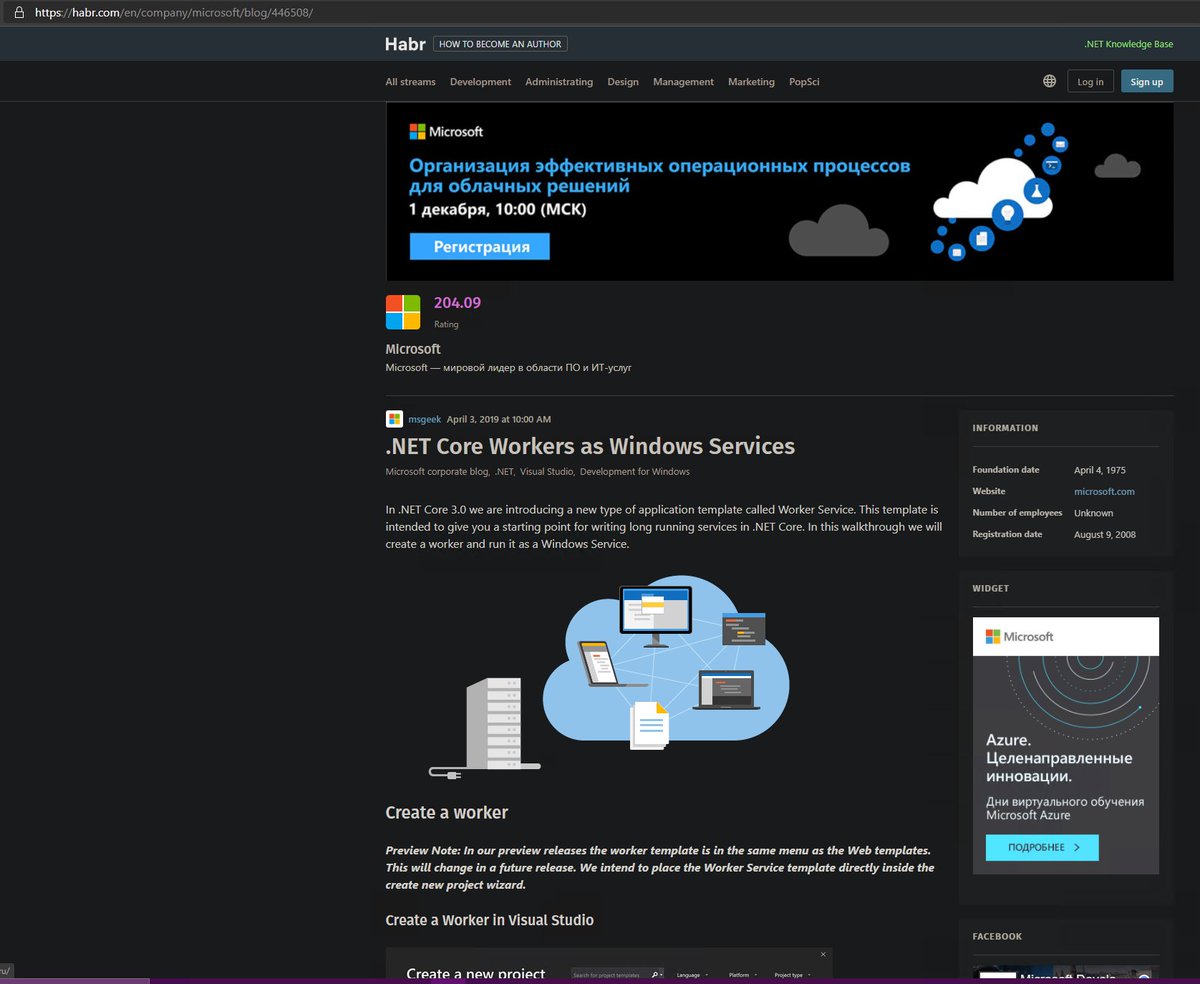 https://habr.com/en/company/microsoft/blog/446508/
Habr HOW TO BECOME AN AUTHOR
.NET Knowledge Base
All streams Development Administrating Design Management Marketing PopSci
Log in Sign up
Microsoft
Организация эффективных операционных процессов
для облачных решений
1 декабря, 10:00 (МСК)
Регистрация
204.09
Rating
Microsoft
Microsoft — мировой лидер в области ПО и ИТ-услуг
msgeek April 3, 2019 at 10:00 AM
.NET Core Workers as Windows Services
Microsoft corporate blog, .NET, Visual Studio, Development for Windows
In .NET Core 3.0 we are introducing a new type of application template called Worker Service. This template is
intended to give you a starting point for writing long running services in .NET Core. In this walkthrough we will
create a worker and run it as a Windows Service.
Create a worker
Preview Note: In our preview releases the worker template is in the same menu as the Web templates.
This will change in a future release. We intend to place the Worker Service template directly inside the
create new project wizard.
Create a Worker in Visual Studio
Create a new project
Search for project templates
Language Platform Project type
INFORMATION
Foundation date April 4, 1975
Website microsoft.com
Number of employees Unknown
Registration date August 9, 2008
WIDGET
Microsoft
Azure.
Целенаправленные
инновации.
Дни виртуального обучения
Microsoft Azure
ПОДРОБНЕЕ
FACEBOOK
Microsoft
ru/